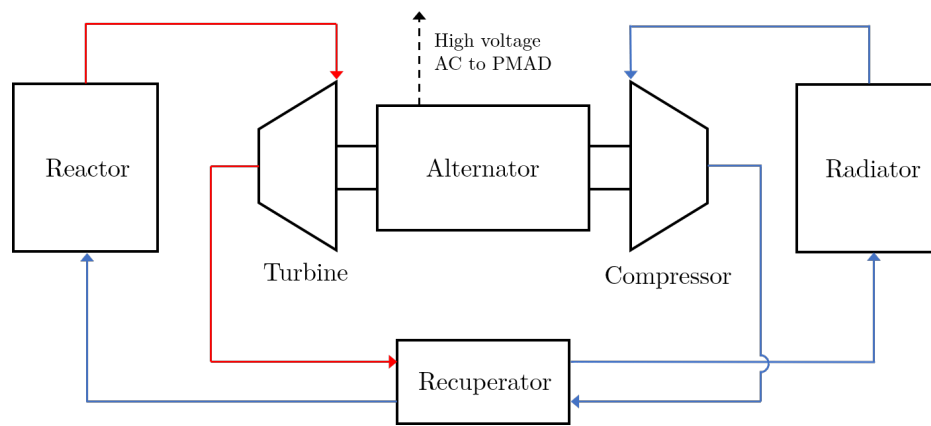 High voltage
AC to PMAD
Reactor
Alternator
Radiator
Turbine
Compressor
Recuperator